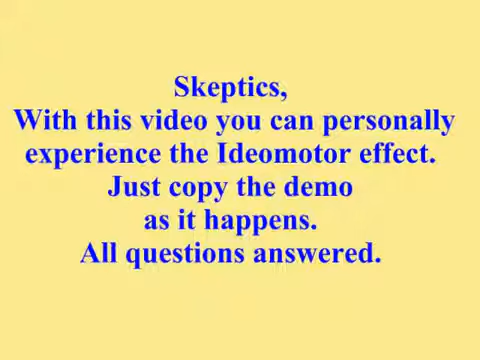 Skeptics,
With this video you can personally
experience the Ideomotor effect.
Just copy the demo
as it happens.
All questions answered.